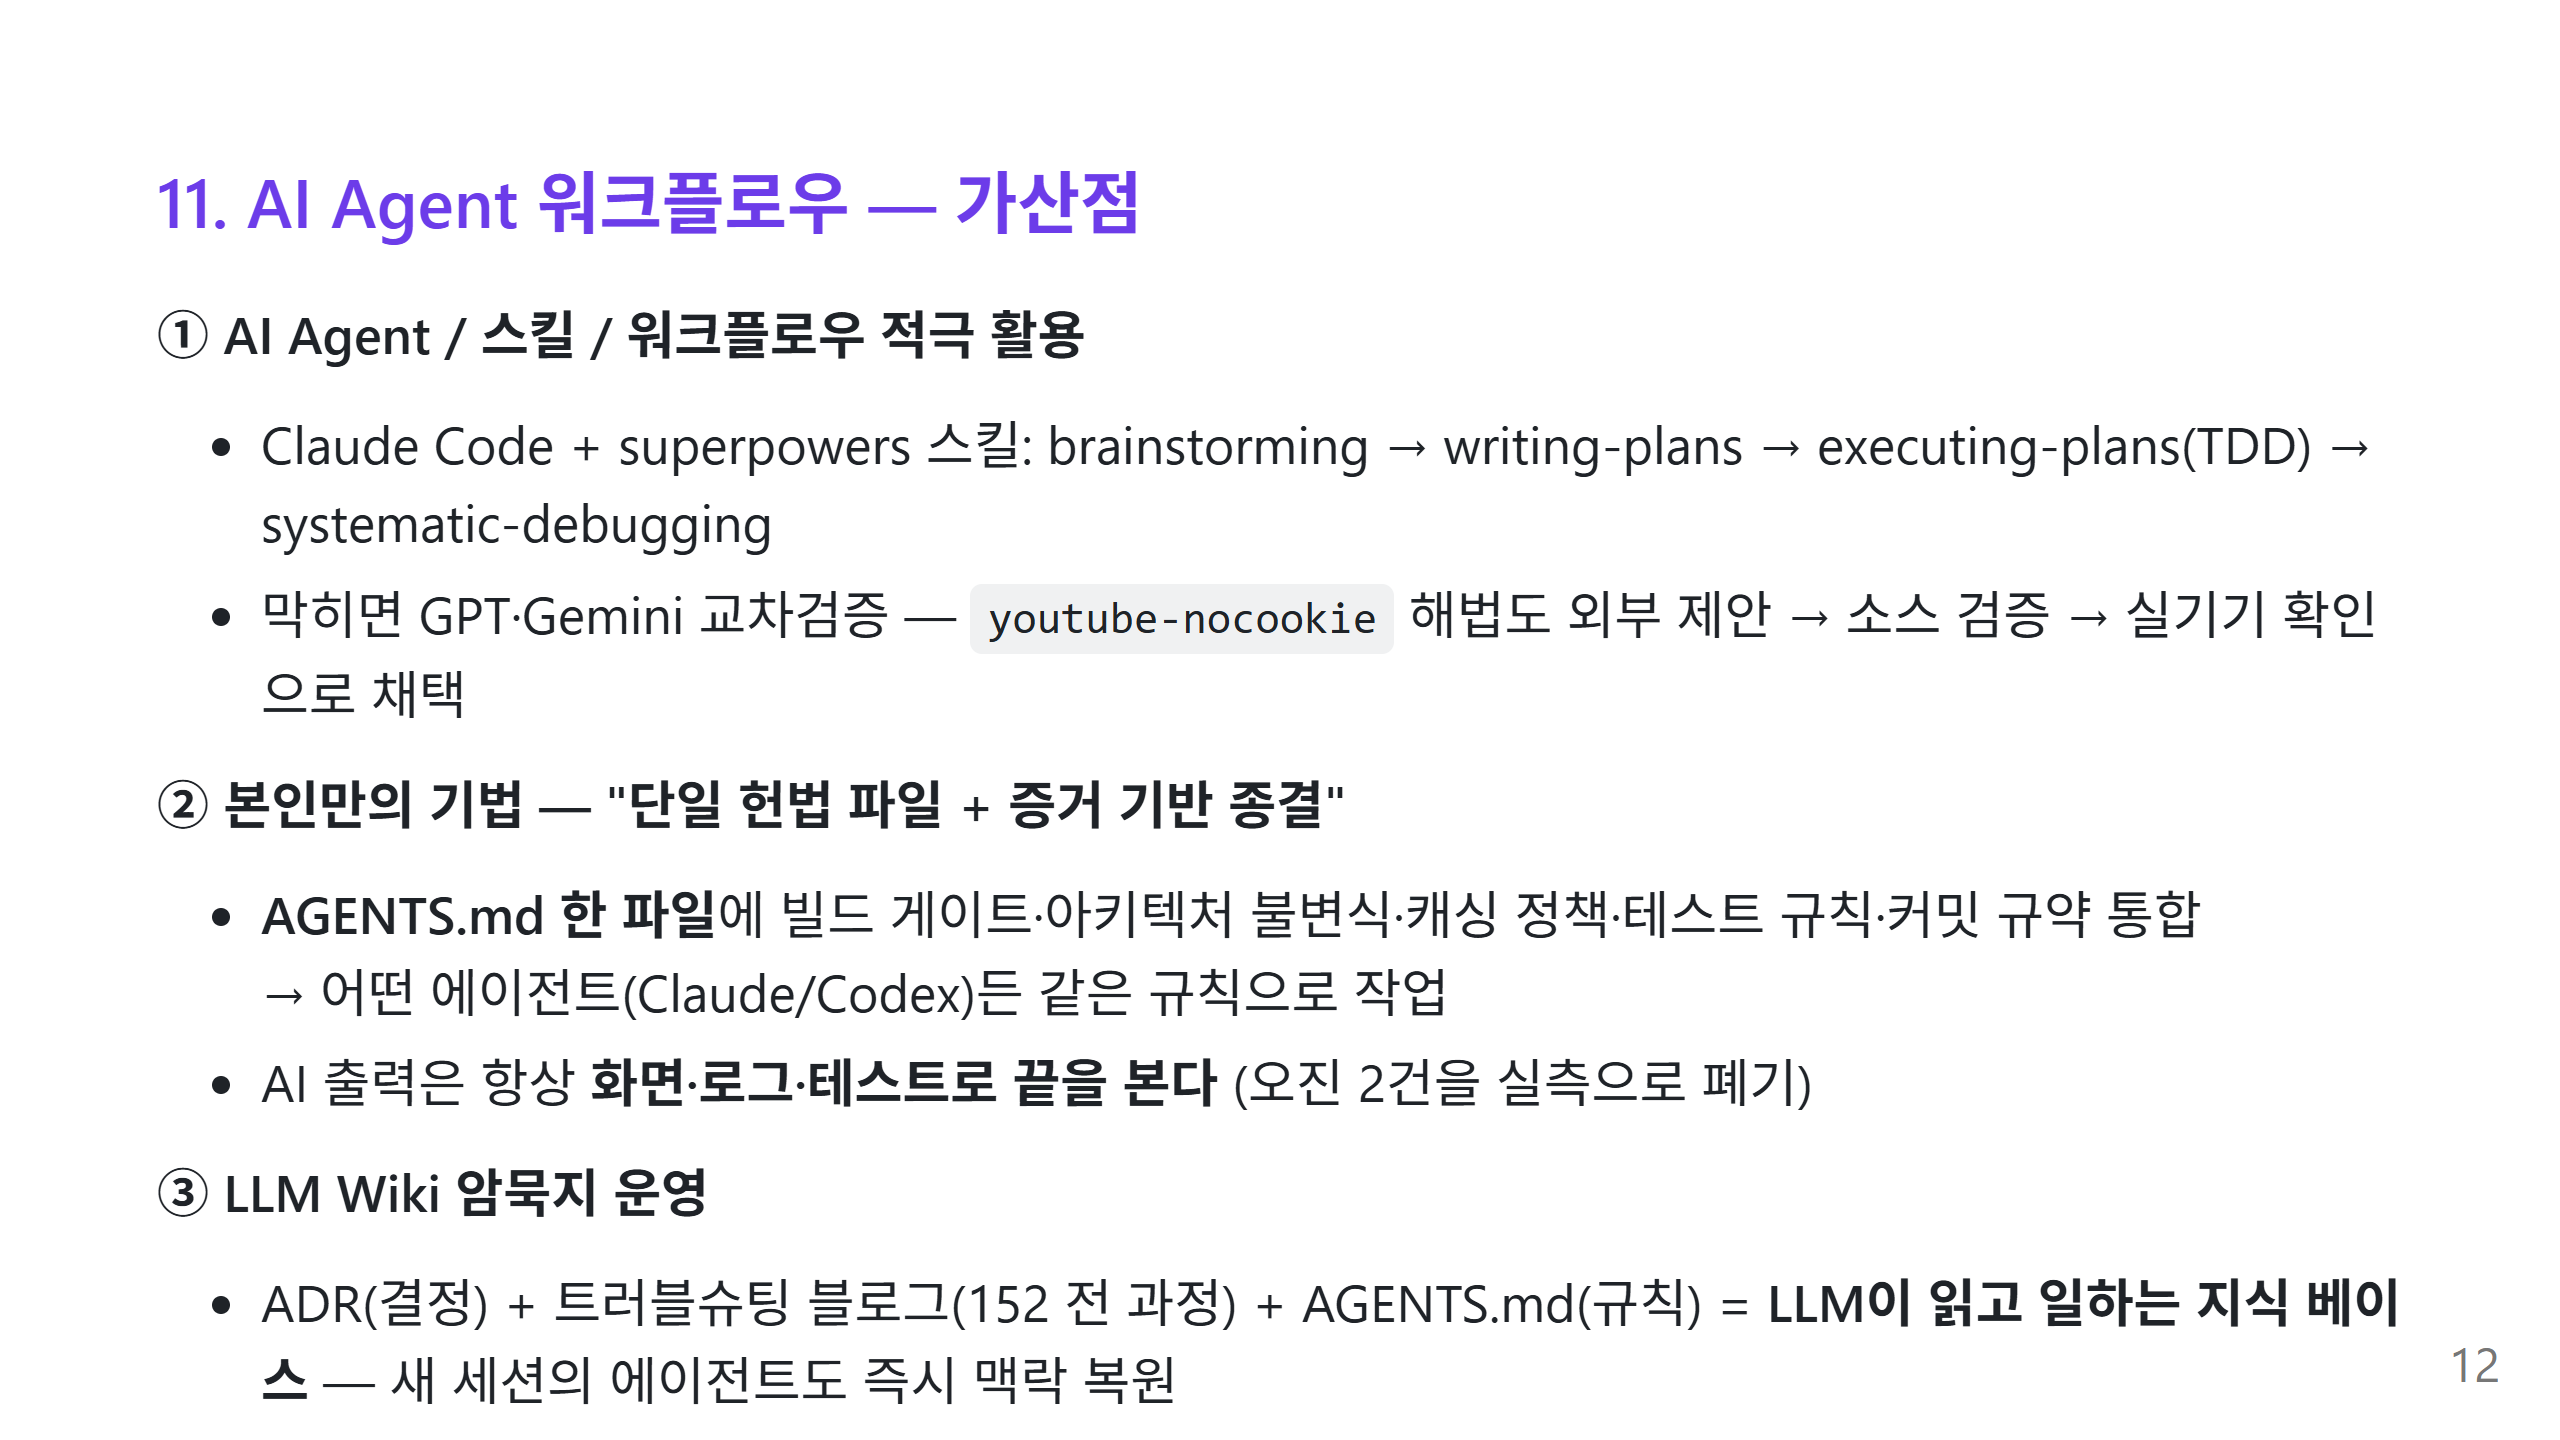 11. AI Agent 워크플로우 — 가산점
① AI Agent / 스킬 / 워크플로우 적극 활용
• Claude Code + superpowers 스킬: brainstorming → writing-plans → executing-plans(TDD) →
systematic-debugging
• 막히면 GPT·Gemini 교차검증 — youtube-nocookie 해법도 외부 제안 → 소스 검증 → 실기기 확인
으로 채택
② 본인만의 기법 — "단일 헌법 파일 + 증거 기반 종결"
• AGENTS.md 한 파일에 빌드 게이트·아키텍처 불변식·캐싱 정책·테스트 규칙·커밋 규약 통합
→ 어떤 에이전트(Claude/Codex)든 같은 규칙으로 작업
• AI 출력은 항상 화면·로그·테스트로 끝을 본다 (오진 2건을 실측으로 폐기)
③ LLM Wiki 암묵지 운영
• ADR(결정) + 트러블슈팅 블로그(152 전 과정) + AGENTS.md(규칙) = LLM이 읽고 일하는 지식 베이
스 — 새 세션의 에이전트도 즉시 맥락 복원
12